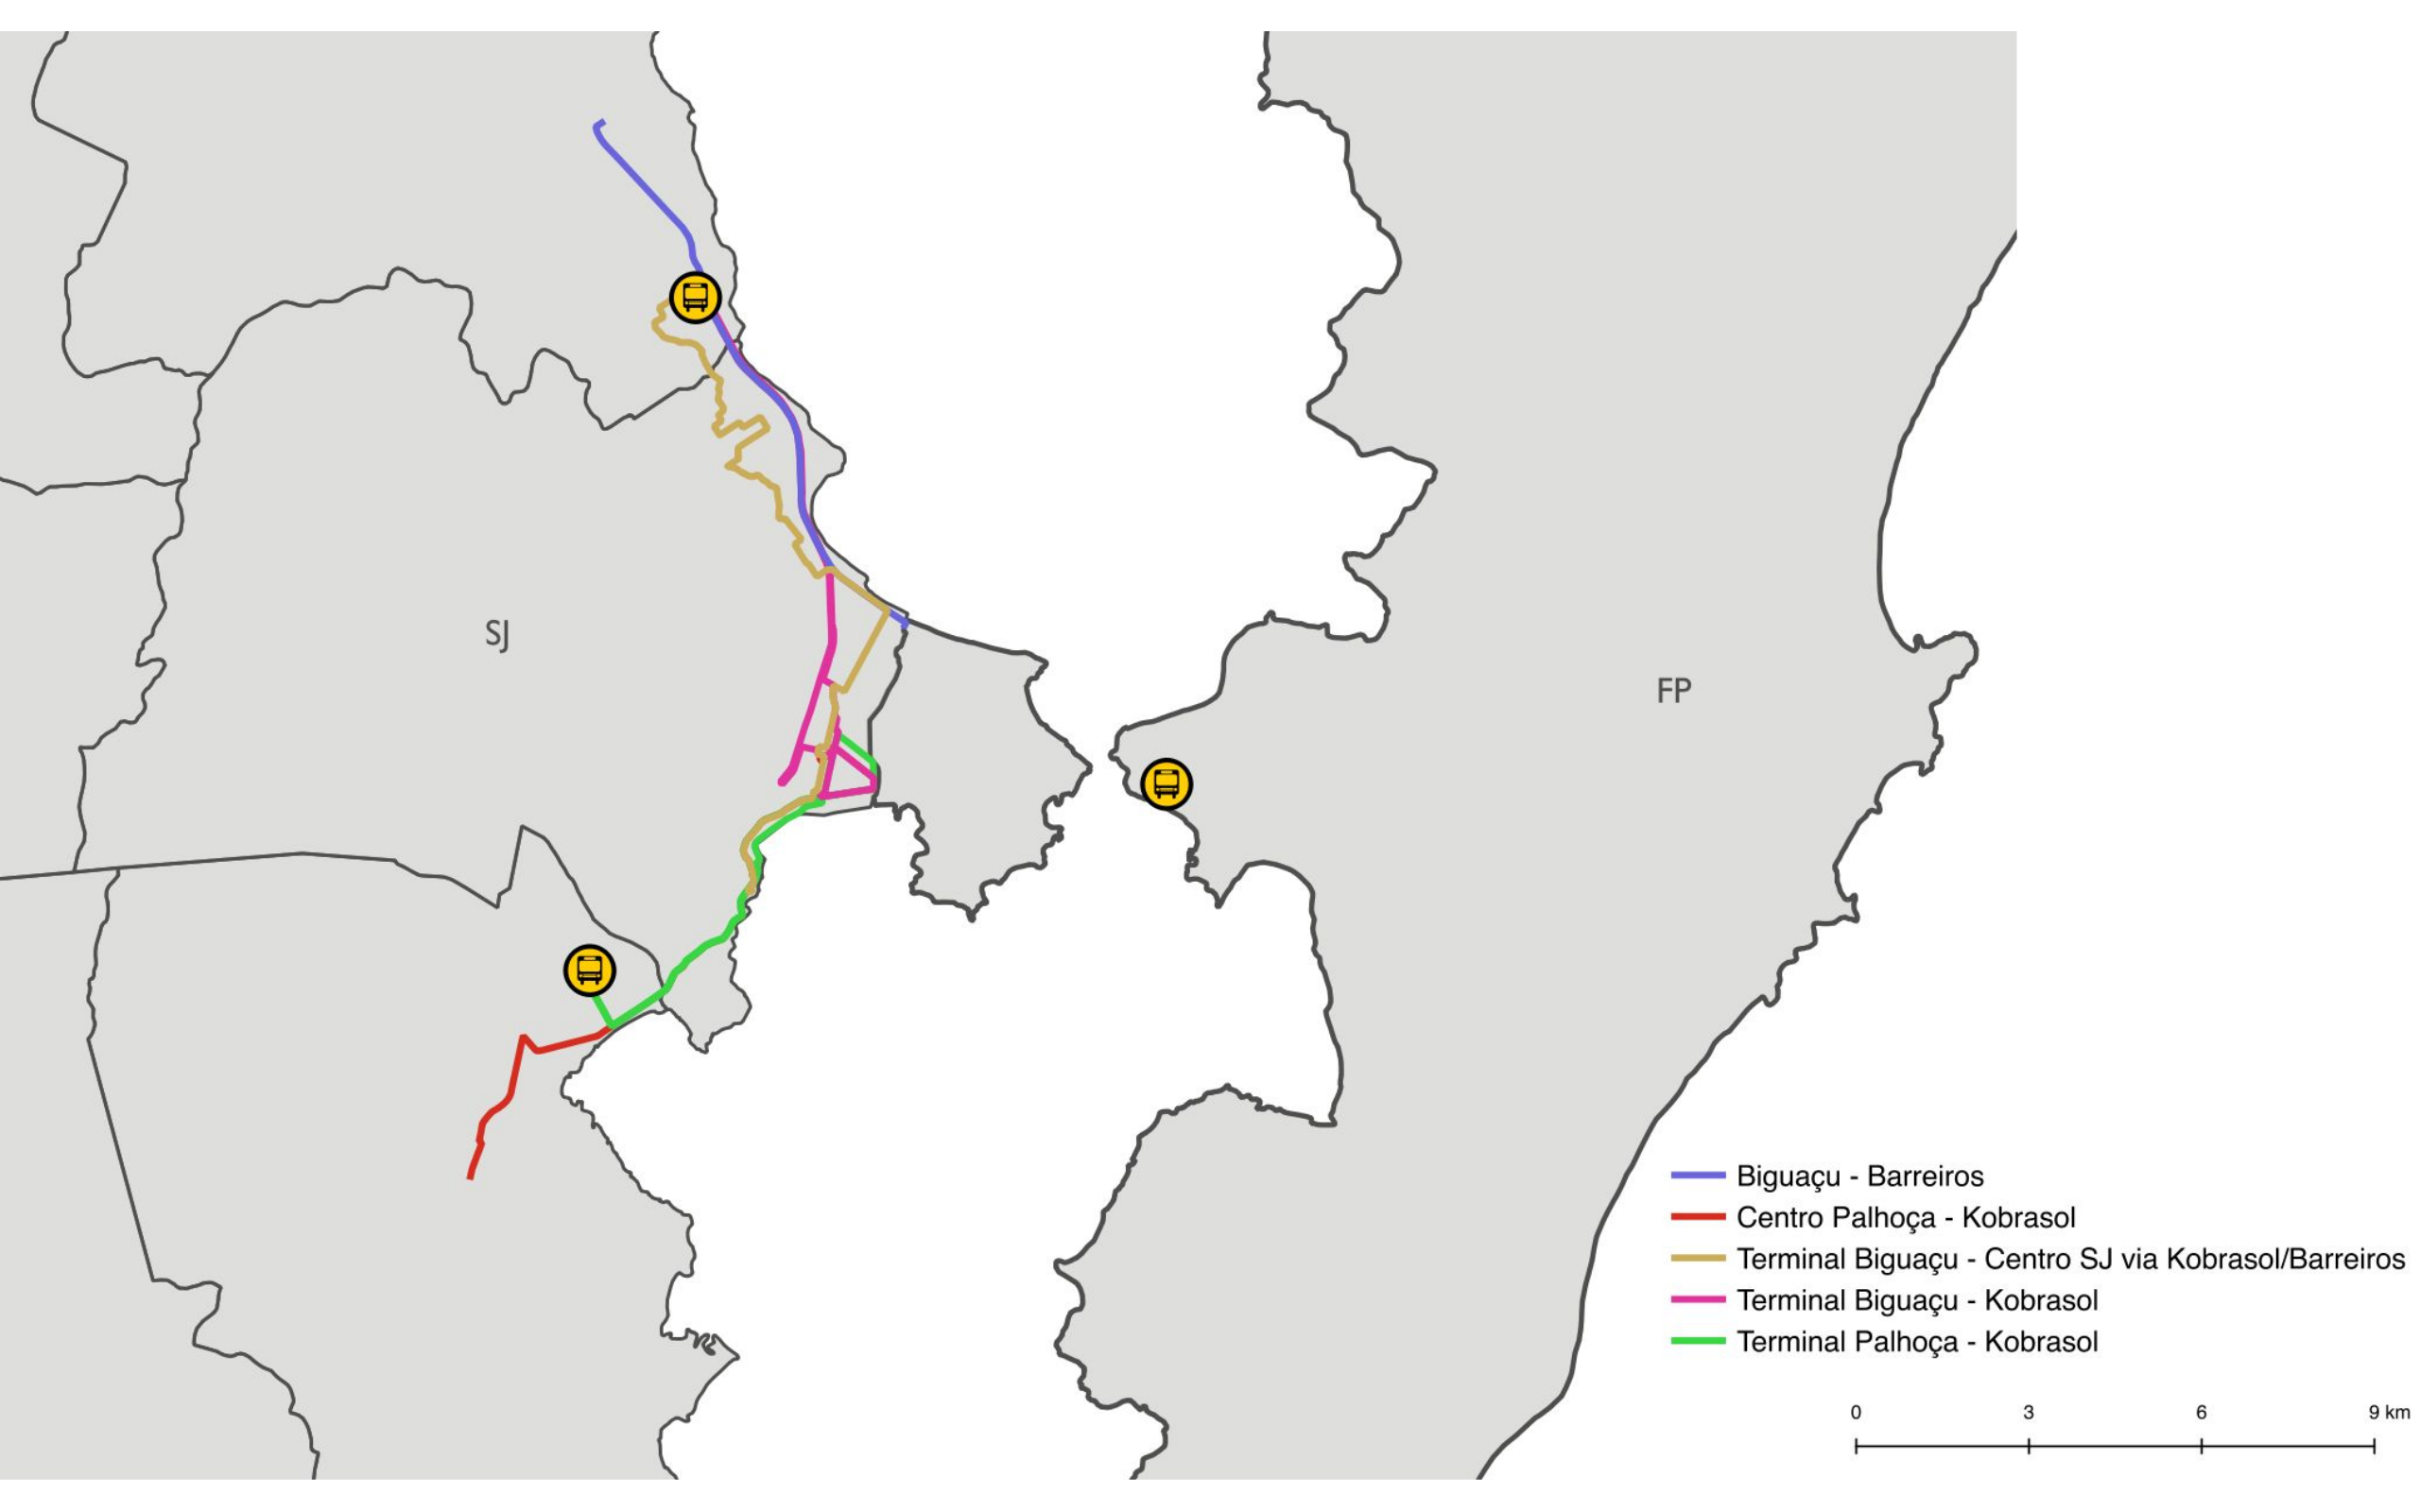 SJ
FP
Biguaçu - Barreiros
Centro Palhoça - Kobrasol
Terminal Biguaçu - Centro SJ via Kobrasol/Barreiros
Terminal Biguaçu - Kobrasol
Terminal Palhoça - Kobrasol
0 3 6 9 km